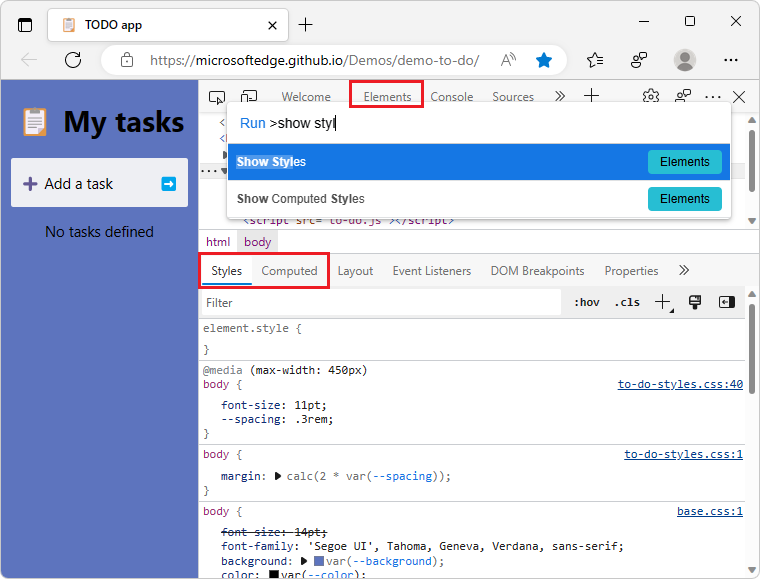 TODO app
https://microsoftedge.github.io/Demos/demo-to-do/
My tasks
Add a task
No tasks defined
Welcome Elements Console Sources
Run >show styl
Show Styles Elements
Show Computed Styles Elements
<script src="to-do.js"></script>
html body
Styles Computed Layout Event Listeners DOM Breakpoints Properties
Filter :hov .cls
element.style {
}
@media (max-width: 450px)
body { to-do-styles.css:40
font-size: 11pt;
--spacing: .3rem;
}
body { to-do-styles.css:1
margin: calc(2 * var(--spacing));
}
body { base.css:1
font-size: 14pt;
font-family: 'Segoe UI', Tahoma, Geneva, Verdana, sans-serif;
background: var(--background);
color: var(--color);